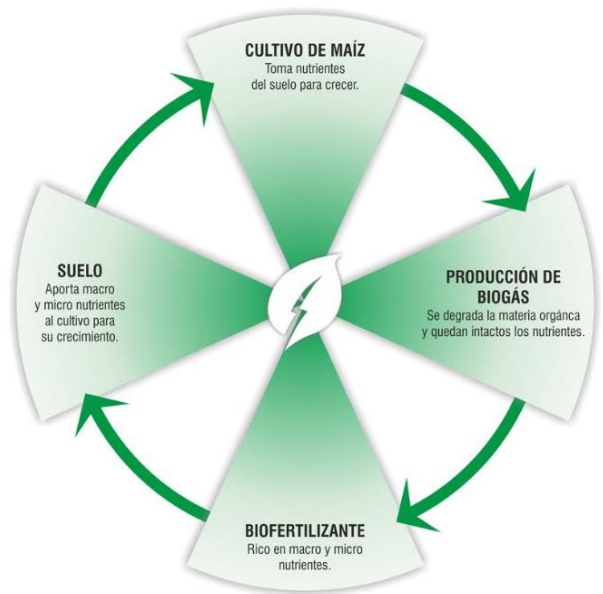 CULTIVO DE MAÍZ
Toma nutrientes
del suelo para crecer.
PRODUCCIÓN DE
BIOGÁS
Se degrada la materia orgánca
y quedan intactos los nutrientes.
BIOFERTILIZANTE
Rico en macro y micro
nutrientes.
SUELO
Aporta macro
y micro nutrientes
al cultivo para
su crecimiento.